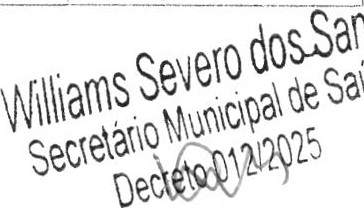 Williams Severo dos San
Secretário Municipal de Saú
Decreto 012/2025